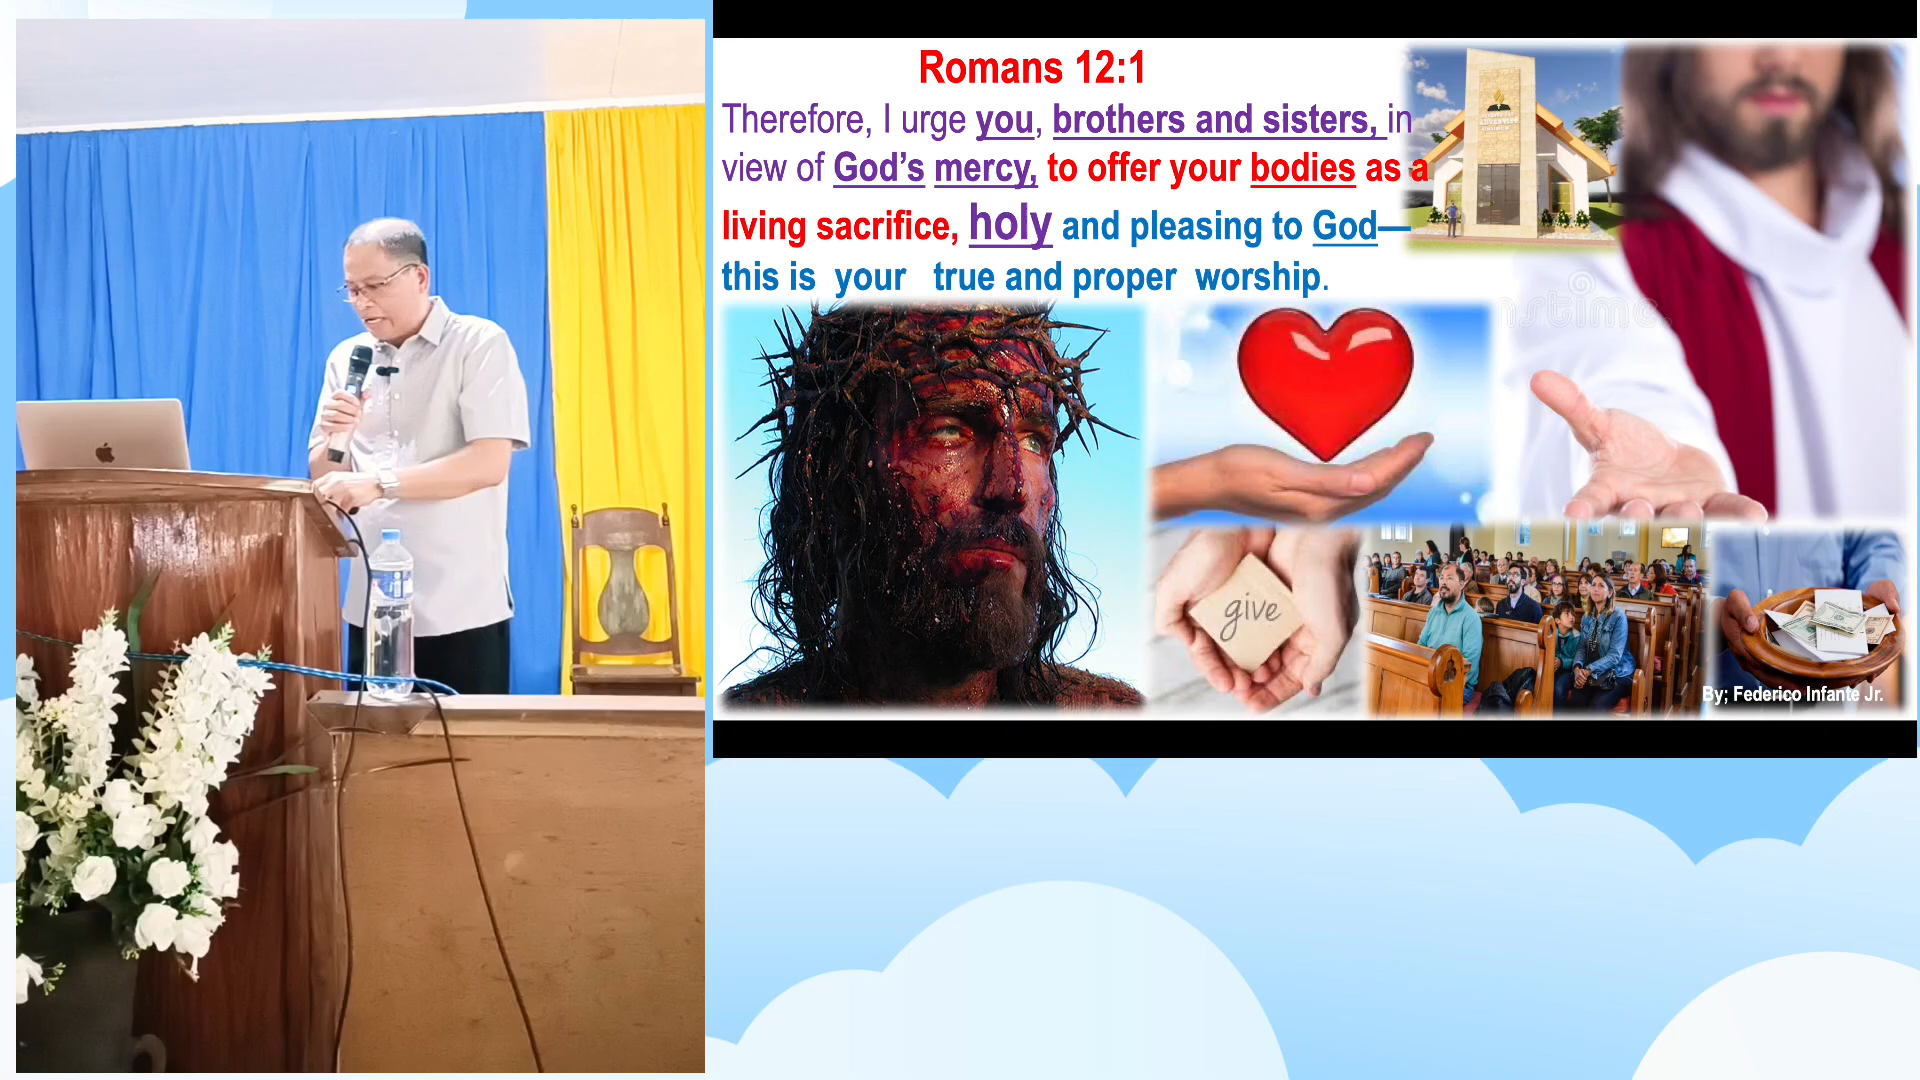 Romans 12:1
Therefore, I urge you, brothers and sisters, in
view of God’s mercy, to offer your bodies as a
living sacrifice, holy and pleasing to God—
this is  your   true and proper  worship.
give
By; Federico Infante Jr.